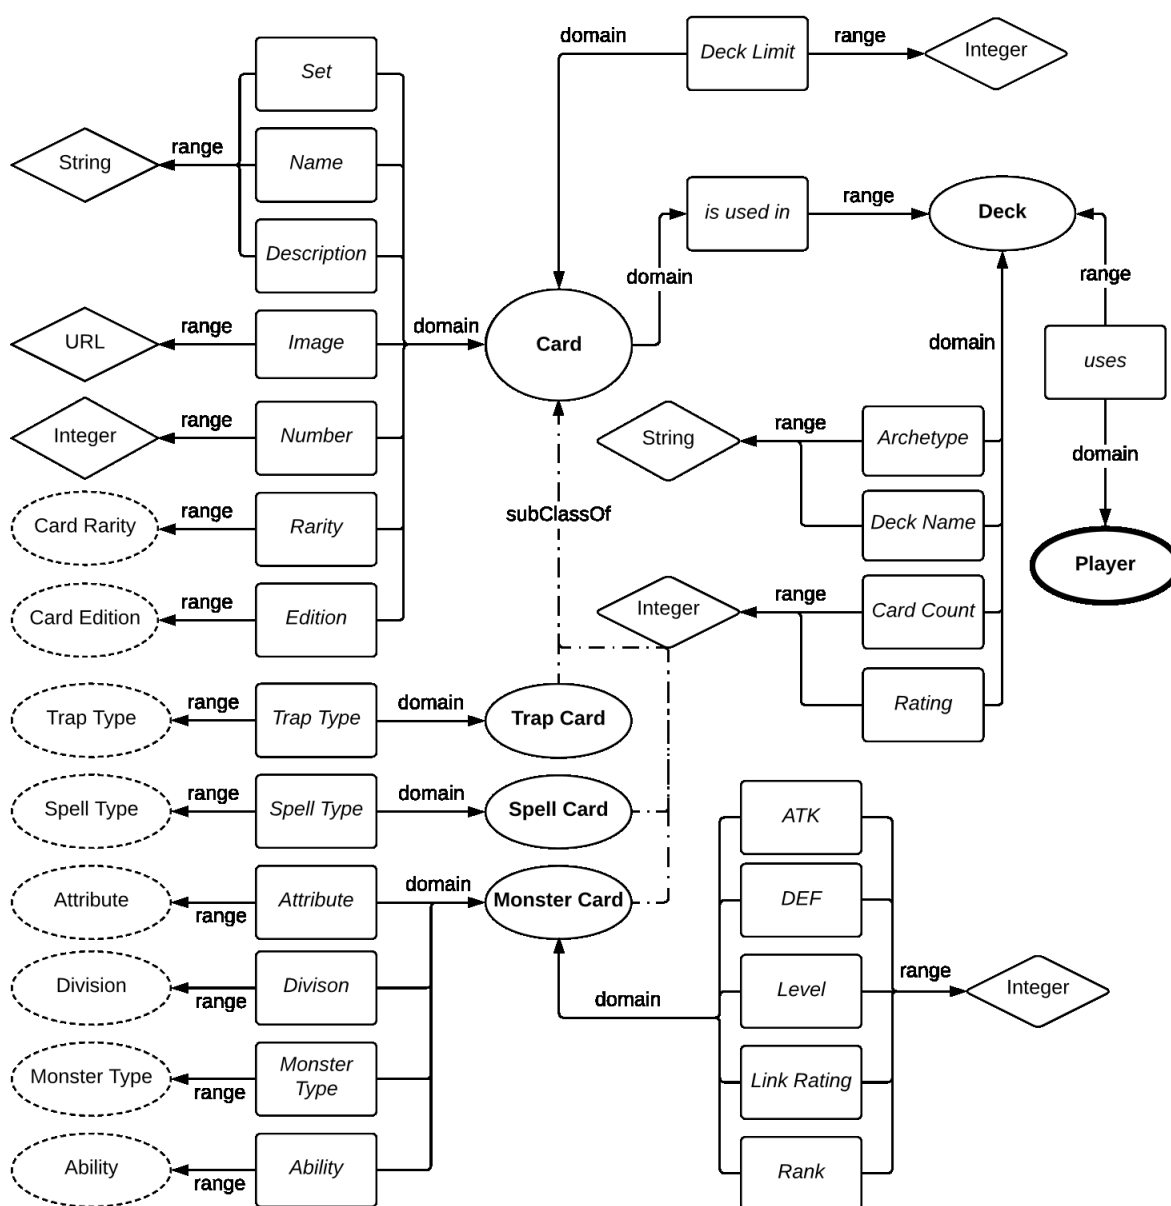 domain
Deck Limit
range
Integer
Set
String
range
Name
is used in
range
Deck
domain
Description
range
URL
range
Image
domain
Card
domain
uses
Integer
range
Number
String
range
Archetype
domain
Card Rarity
range
Rarity
subClassOf
Deck Name
Player
Card Edition
range
Edition
Integer
range
Card Count
Trap Type
range
Trap Type
domain
Trap Card
Rating
Spell Type
range
Spell Type
domain
Spell Card
ATK
Attribute
range
Attribute
domain
Monster Card
DEF
Division
range
Divison
domain
Level
range
Integer
Monster Type
range
Monster
Type
Link Rating
Ability
range
Ability
Rank